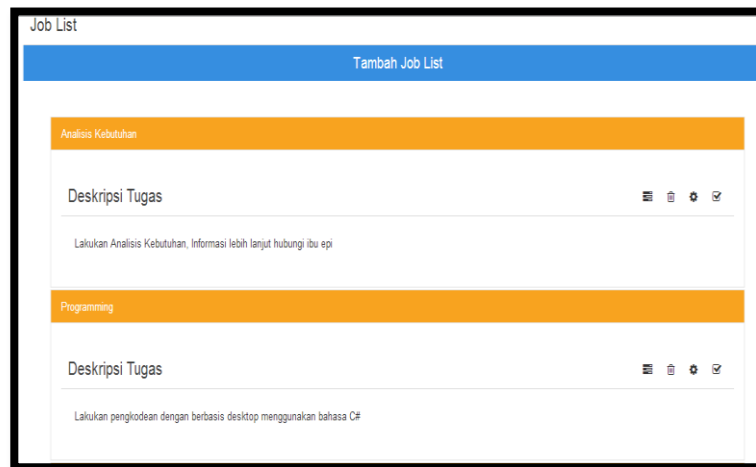 Job List
Tambah Job List
Analisis Kebutuhan
Deskripsi Tugas
Lakukan Analisis Kebutuhan, Informasi lebih lanjut hubungi ibu epi
Programming
Deskripsi Tugas
Lakukan pengkodean dengan berbasis desktop menggunakan bahasa C#